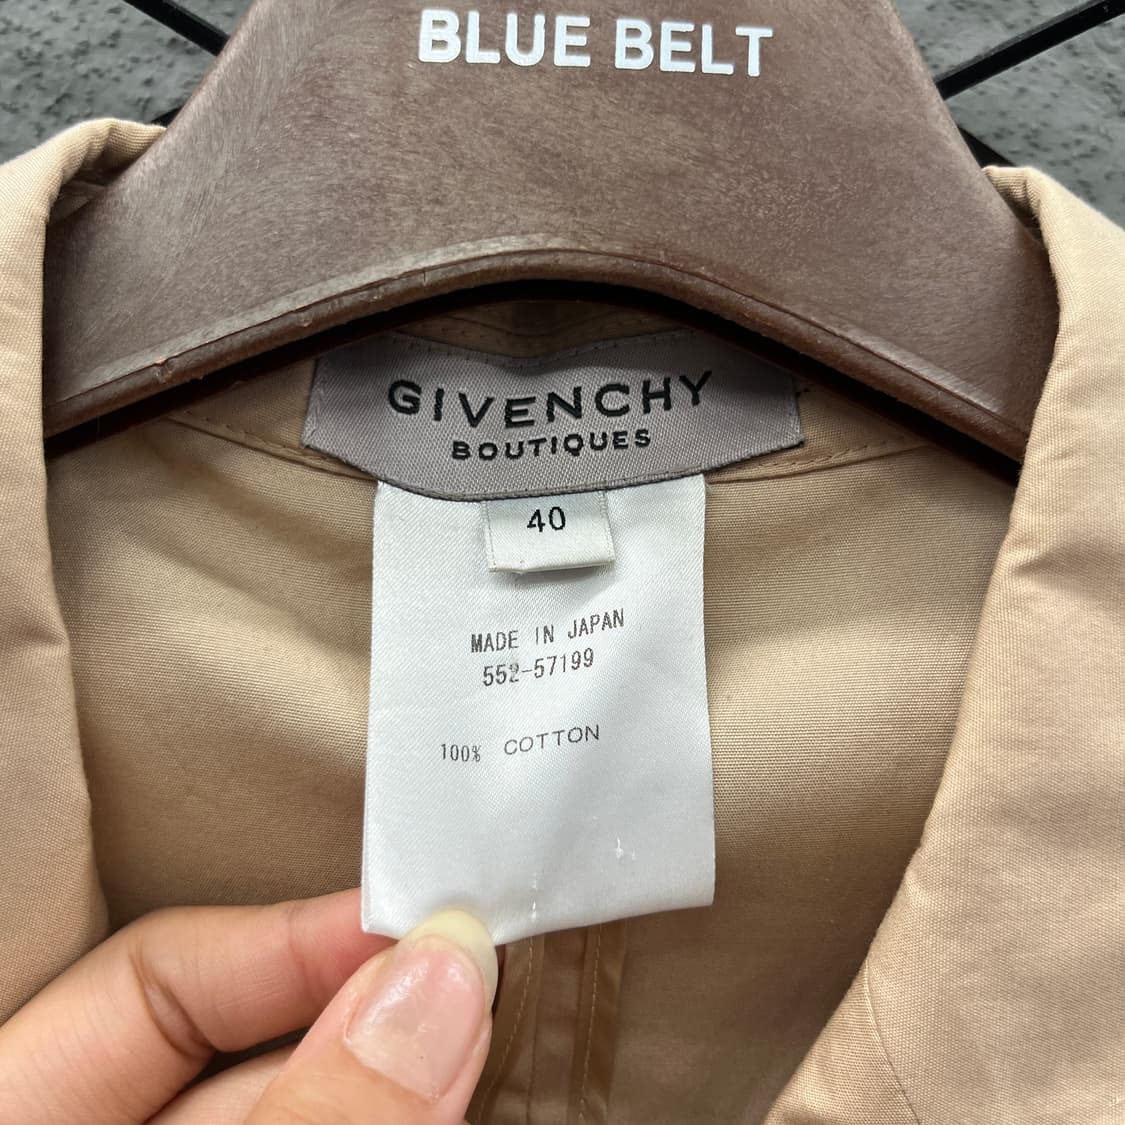 BLUE BELT
GIVENCHY
BOUTIQUES
40
MADE IN JAPAN
552-57199
100% COTTON